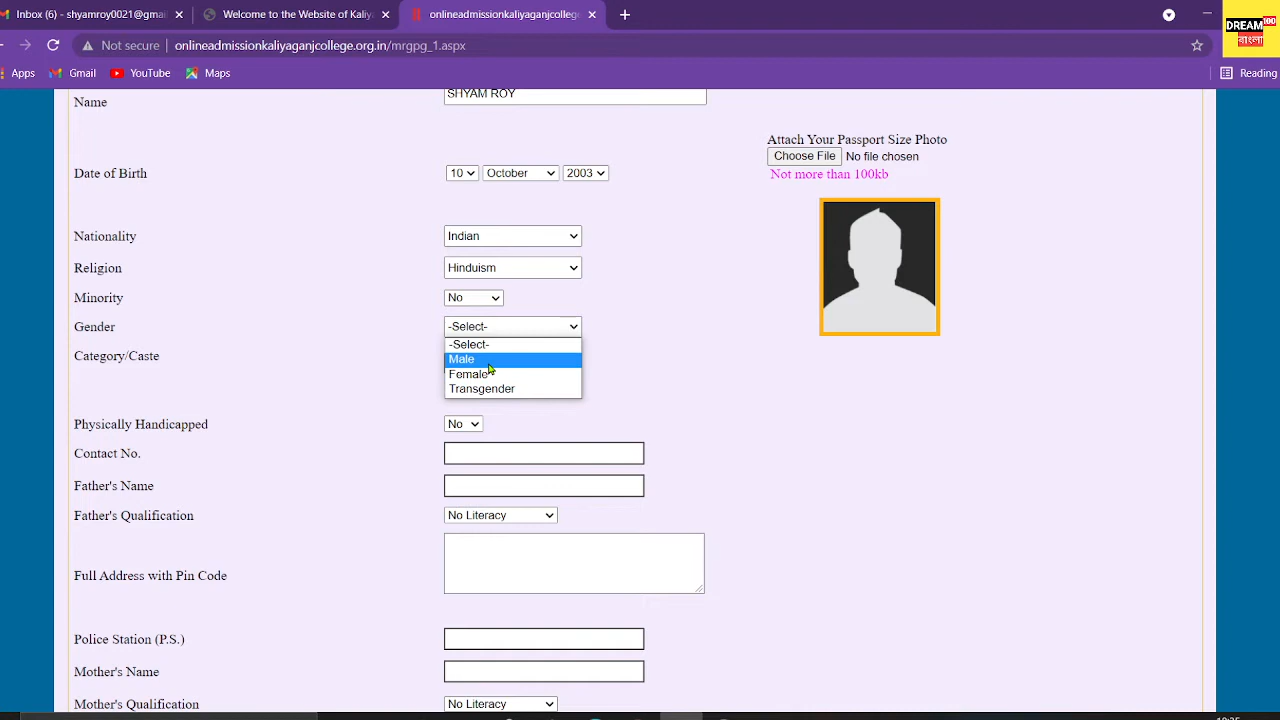 Inbox (6) - shyamroy0021@gmai
Welcome to the Website of Kaliya
onlineadmissionkaliyaganjcollege
DREAM100
বাংলা
Not secure
onlineadmissionkaliyaganjcollege.org.in/mrgpg_1.aspx
Apps
Gmail
YouTube
Maps
Reading
Name
SHYAM ROY
Attach Your Passport Size Photo
Choose File No file chosen
Not more than 100kb
Date of Birth
10 October 2003
Nationality
Indian
Religion
Hinduism
Minority
No
Gender
-Select-
-Select-
Male
Female
Transgender
Category/Caste
Physically Handicapped
No
Contact No.
Father's Name
Father's Qualification
No Literacy
Full Address with Pin Code
Police Station (P.S.)
Mother's Name
Mother's Qualification
No Literacy